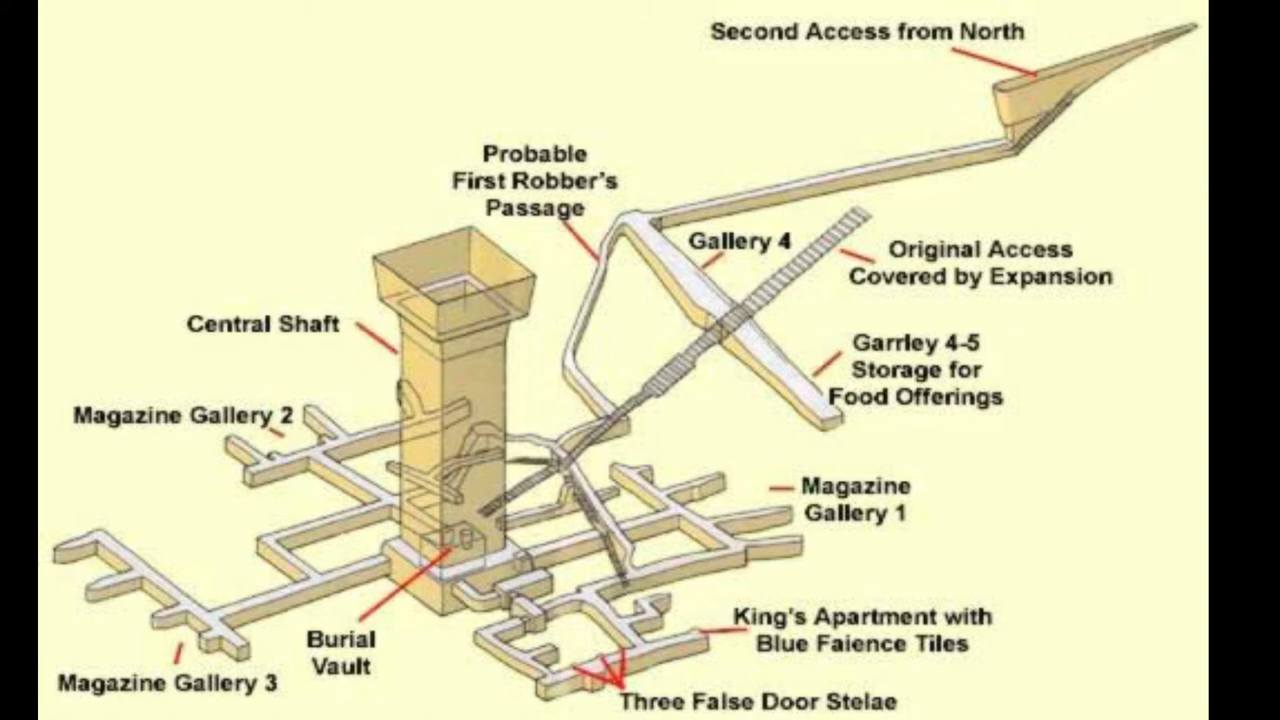 Second Access from North
Probable
First Robber's
Passage
Gallery 4
Original Access
Covered by Expansion
Central Shaft
Garrley 4-5
Storage for
Food Offerings
Magazine Gallery 2
Magazine
Gallery 1
King's Apartment with
Blue Faience Tiles
Burial
Vault
Magazine Gallery 3
Three False Door Stelae